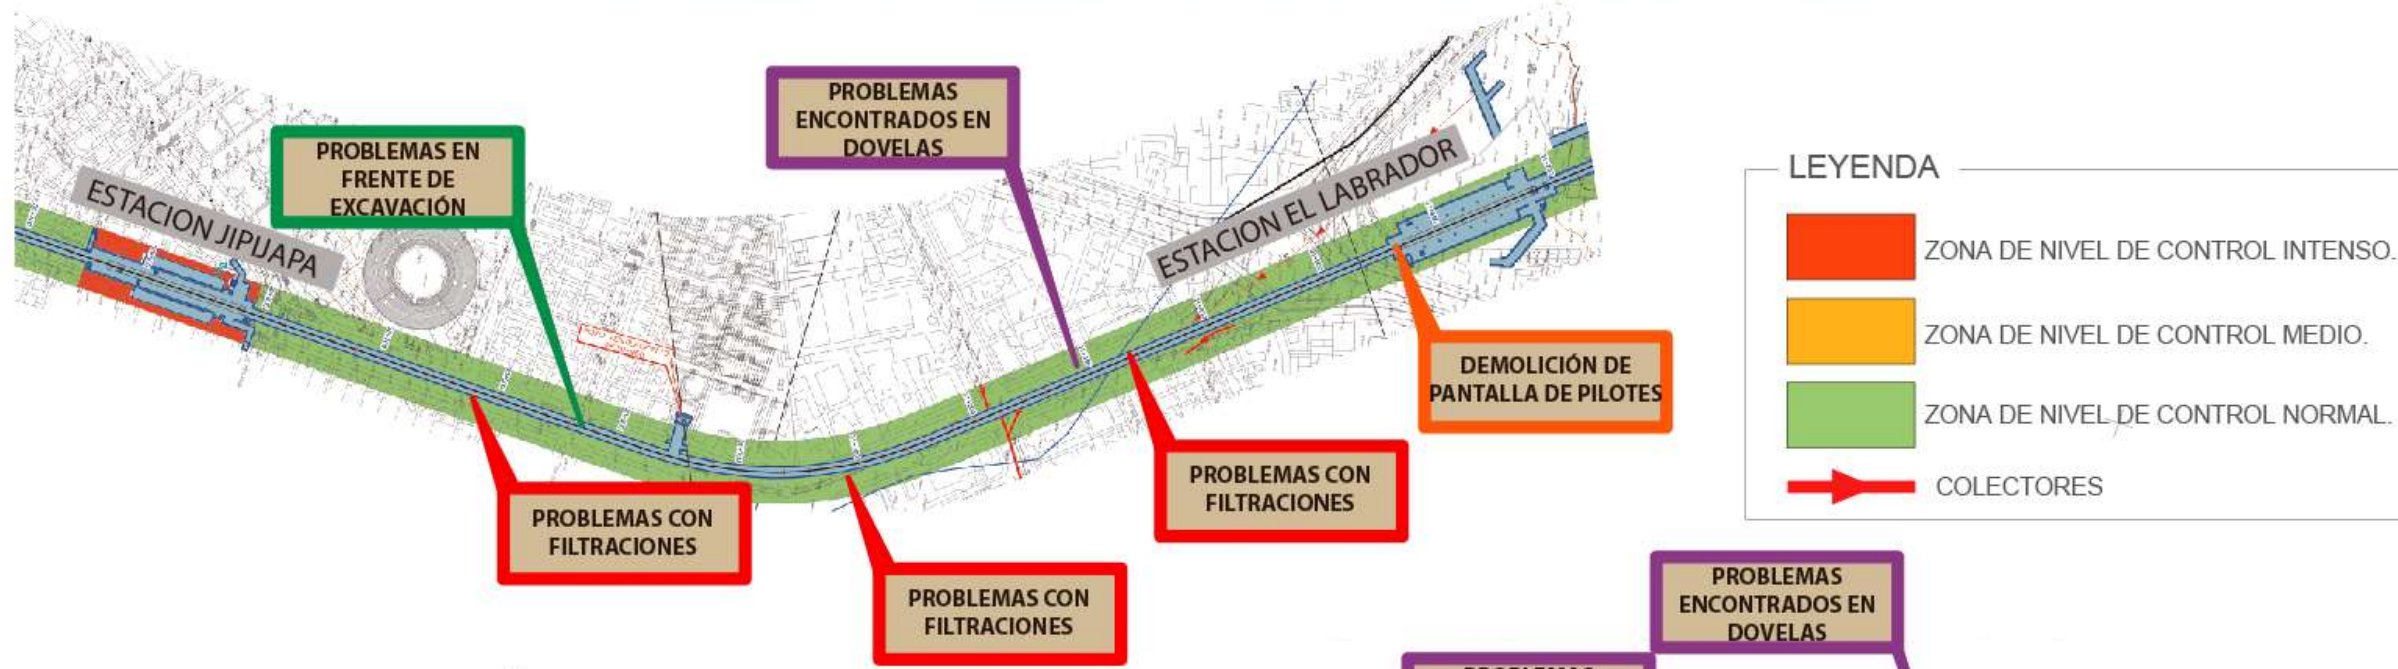 PROBLEMAS
ENCONTRADOS EN
DOVELAS
PROBLEMAS EN
FRENTE DE
EXCAVACIÓN
ESTACION JIPIJAPA
ESTACION EL LABRADOR
LEYENDA
ZONA DE NIVEL DE CONTROL INTENSO.
ZONA DE NIVEL DE CONTROL MEDIO.
ZONA DE NIVEL DE CONTROL NORMAL.
COLECTORES
DEMOLICIÓN DE
PANTALLA DE PILOTES
PROBLEMAS CON
FILTRACIONES
PROBLEMAS CON
FILTRACIONES
PROBLEMAS CON
FILTRACIONES
PROBLEMAS
ENCONTRADOS EN
DOVELAS
PROBLEMAS